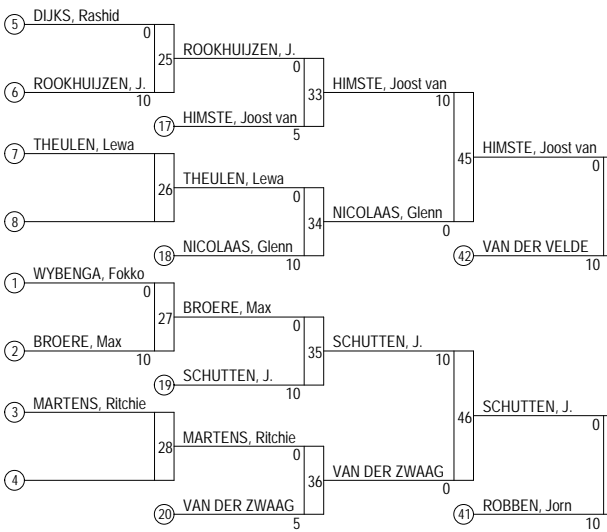 5 DIJKS, Rashid
0
25 ROOKHUIJZEN, J.
6 ROOKHUIJZEN, J.
10
0
33 HIMSTE, Joost van
17 HIMSTE, Joost van
5
10
7 THEULEN, Lewa
45 HIMSTE, Joost van
0
26 THEULEN, Lewa
8
0
34 NICOLAAS, Glenn
0
18 NICOLAAS, Glenn
10
42 VAN DER VELDE
10
1 WYBENGA, Fokko
0
27 BROERE, Max
2 BROERE, Max
10
0
35 SCHUTTEN, J.
10
19 SCHUTTEN, J.
10
3 MARTENS, Ritchie
46 SCHUTTEN, J.
0
28 MARTENS, Ritchie
4
0
36 VAN DER ZWAAG
0
20 VAN DER ZWAAG
5
41 ROBBEN, Jorn
10